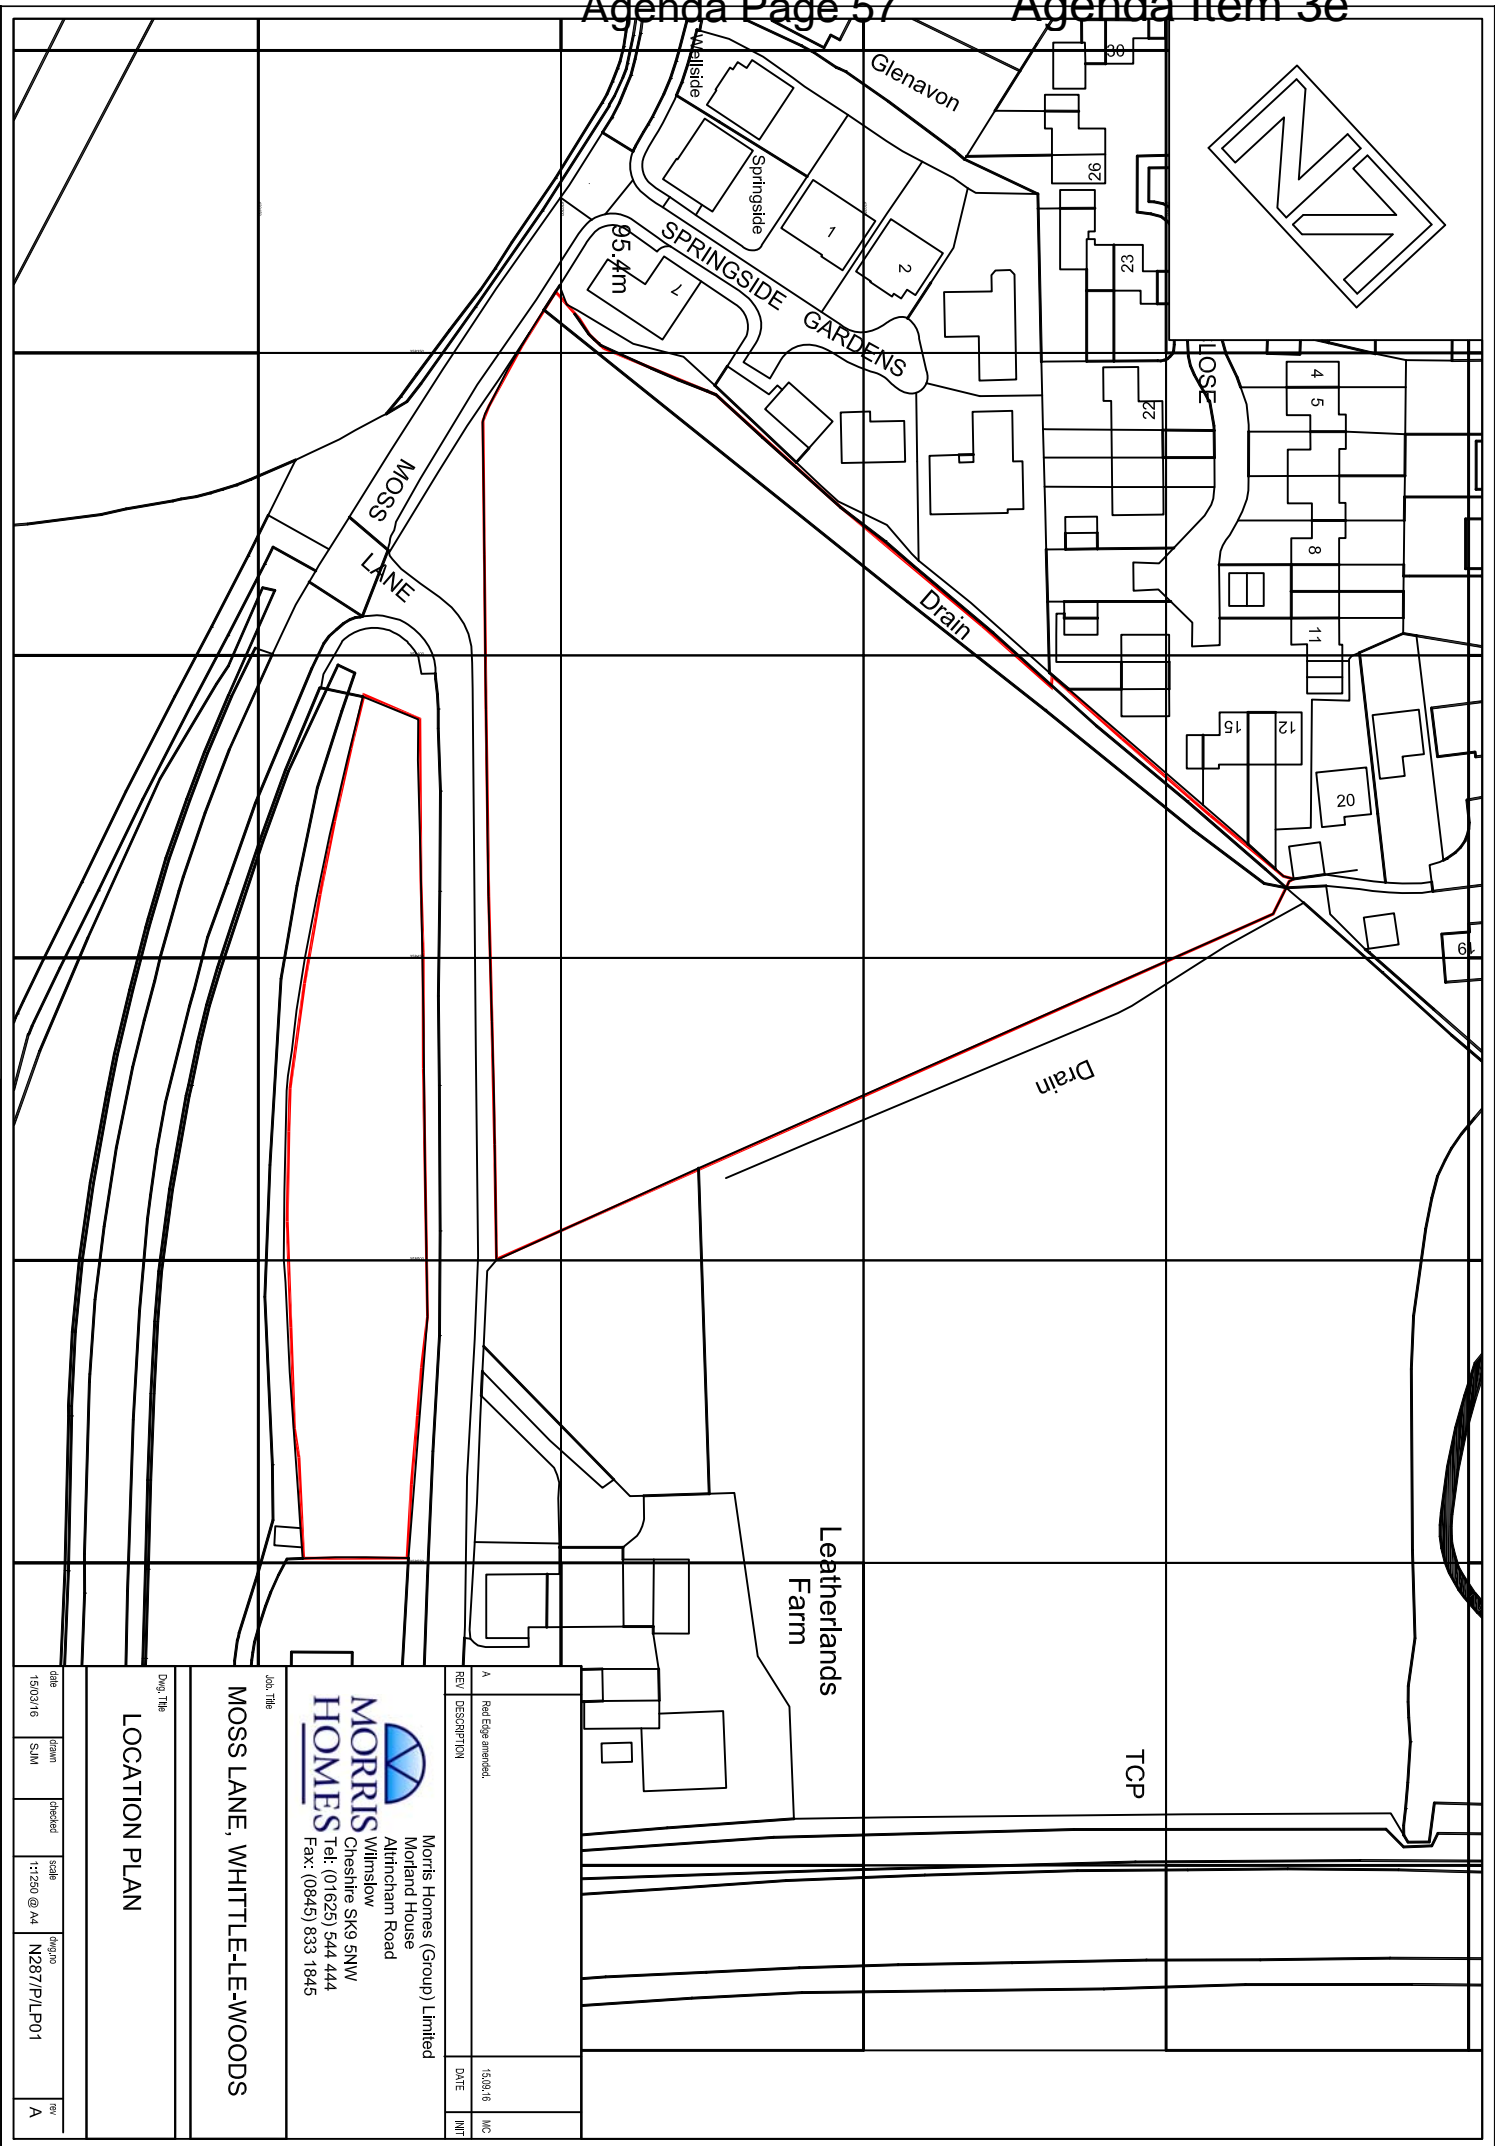 Agenda Page 57
Agenda Item 3e
Wellside
Glenavon
30
26
Springside
1
2
SPRINGSIDE GARDENS
95.4m
7
23
22
LOSE
4
5
8
11
15
12
20
19
MOSS
LANE
Drain
Drain
Leatherlands
Farm
TCP
A
Red Edge amended.
15.09.16
MC
REV
DESCRIPTION
DATE
INIT
MORRIS
HOMES
Morris Homes (Group) Limited
Morland House
Altrincham Road
Wilmslow
Cheshire SK9 5NW
Tel: (01625) 544 444
Fax: (0845) 833 1845
Job. Title
MOSS LANE, WHITTLE-LE-WOODS
Dwg. Title
LOCATION PLAN
date
15/03/16
drawn
SJM
checked
scale
1:1250 @ A4
dwg.no
N287/P/LP01
rev
A